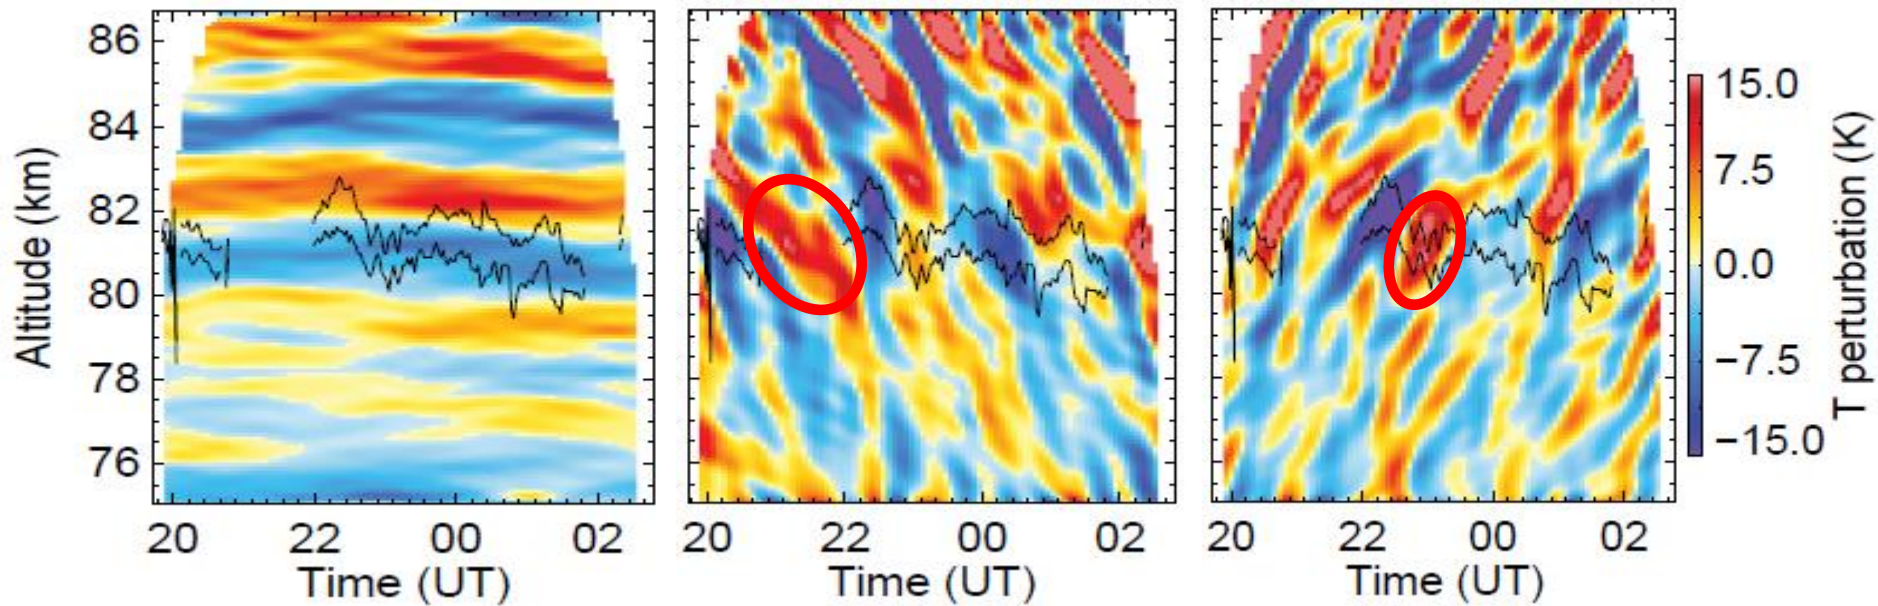 86
84
82
80
78
76
Altitude (km)
20 22 00 02
Time (UT)
20 22 00 02
Time (UT)
20 22 00 02
Time (UT)
15.0
7.5
0.0
−7.5
−15.0
T perturbation (K)